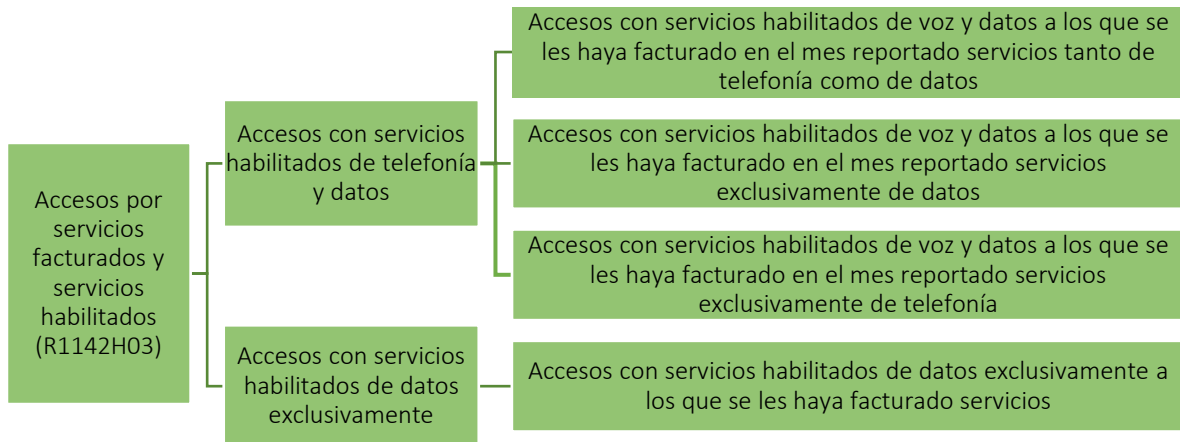 Accesos por
servicios
facturados y
servicios
habilitados
(R1142H03)
Accesos con servicios
habilitados de telefonía
y datos
Accesos con servicios habilitados de voz y datos a los que se
les haya facturado en el mes reportado servicios tanto de
telefonía como de datos
Accesos con servicios habilitados de voz y datos a los que se
les haya facturado en el mes reportado servicios
exclusivamente de datos
Accesos con servicios habilitados de voz y datos a los que se
les haya facturado en el mes reportado servicios
exclusivamente de telefonía
Accesos con servicios
habilitados de datos
exclusivamente
Accesos con servicios habilitados de datos exclusivamente a
los que se les haya facturado servicios